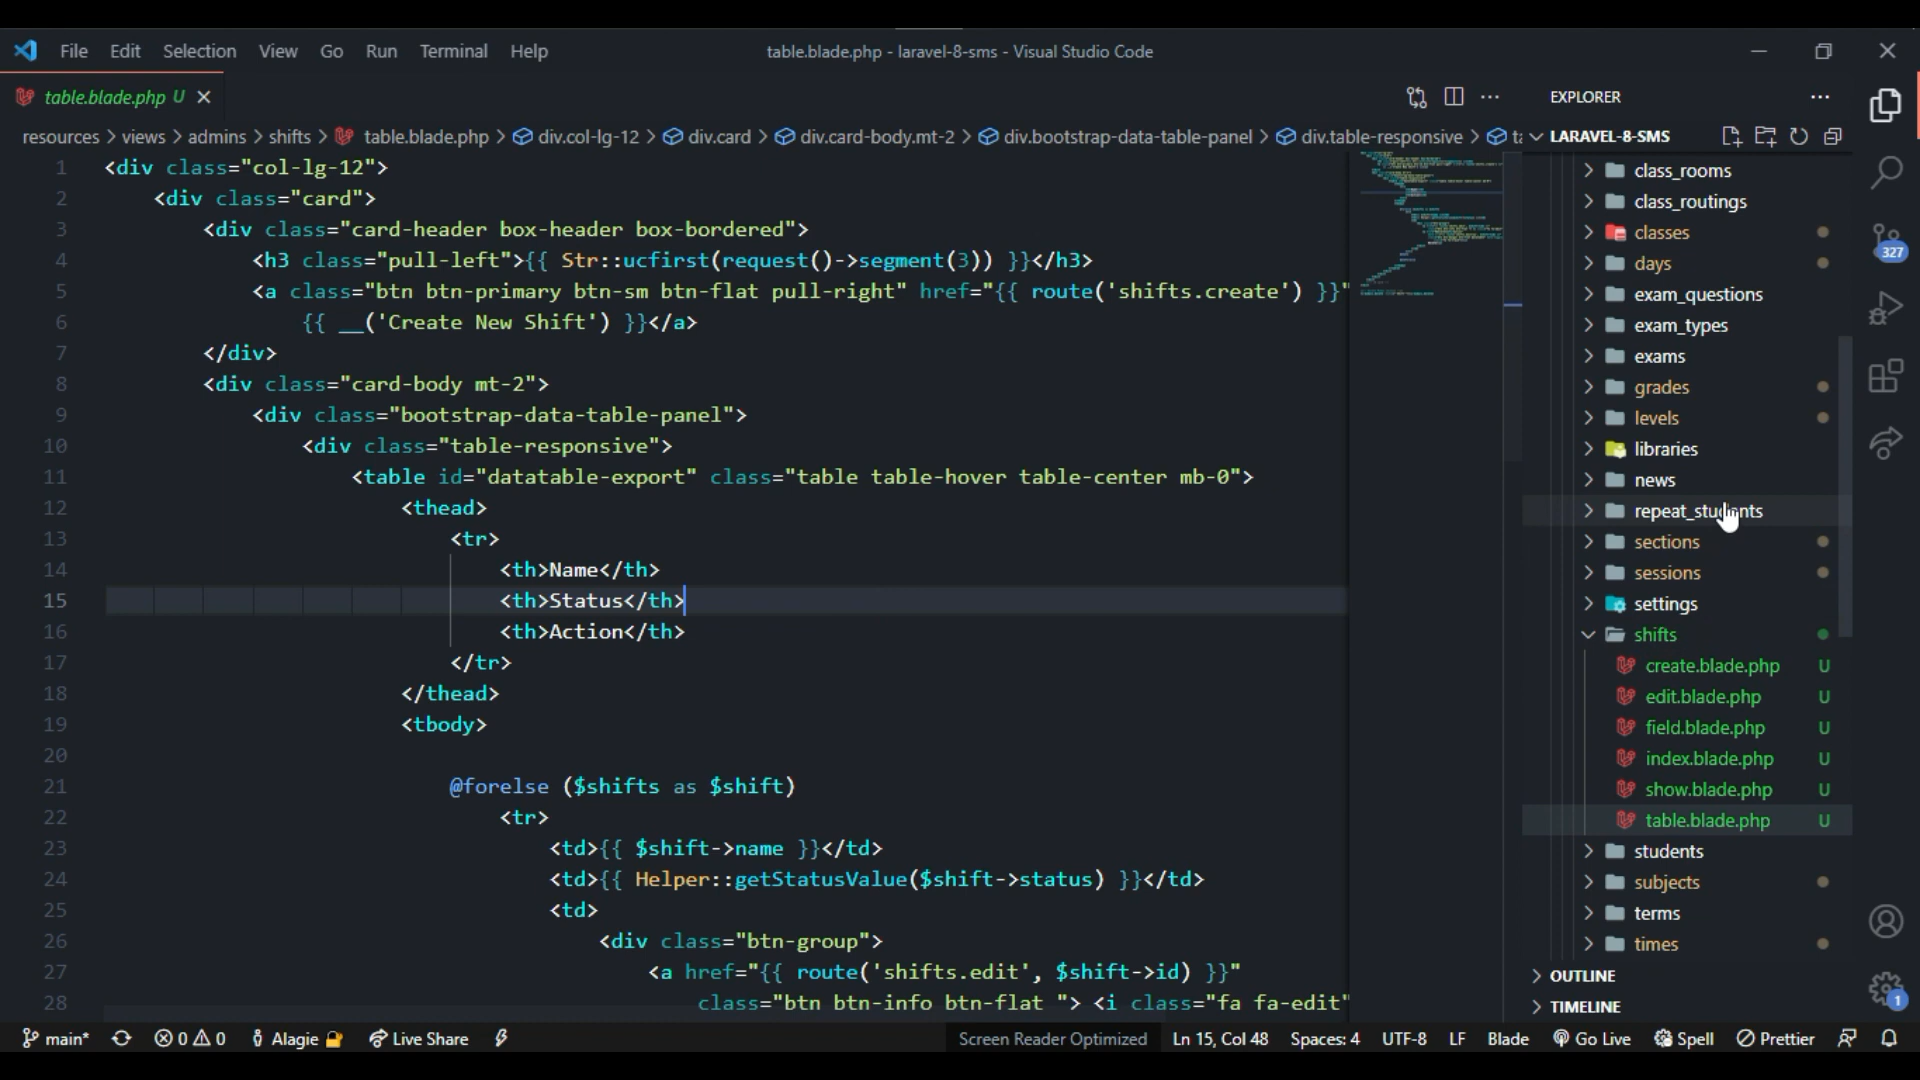 File Edit Selection View Go Run Terminal Help
table.blade.php - laravel-8-sms - Visual Studio Code
table.blade.php U
resources > views > admins > shifts > table.blade.php > div.col-lg-12 > div.card > div.card-body.mt-2 > div.bootstrap-data-table-panel > div.table-responsive >
1 <div class="col-lg-12">
2 <div class="card">
3 <div class="card-header box-header box-bordered">
4 <h3 class="pull-left">{{ Str::ucfirst(request()->segment(3)) }}</h3>
5 <a class="btn btn-primary btn-sm btn-flat pull-right" href="{{ route('shifts.create') }}"
6 {{ __('Create New Shift') }}</a>
7 </div>
8 <div class="card-body mt-2">
9 <div class="bootstrap-data-table-panel">
10 <div class="table-responsive">
11 <table id="datatable-export" class="table table-hover table-center mb-0">
12 <thead>
13 <tr>
14 <th>Name</th>
15 <th>Status</th>
16 <th>Action</th>
17 </tr>
18 </thead>
19 <tbody>
20
21 @forelse ($shifts as $shift)
22 <tr>
23 <td>{{ $shift->name }}</td>
24 <td>{{ Helper::getStatusValue($shift->status) }}</td>
25 <td>
26 <div class="btn-group">
27 <a href="{{ route('shifts.edit', $shift->id) }}"
28 class="btn btn-info btn-flat "> <i class="fa fa-edit"
EXPLORER
LARAVEL-8-SMS
class_rooms
class_routings
classes
days
exam_questions
exam_types
exams
grades
levels
libraries
news
repeat_students
sections
sessions
settings
shifts
create.blade.php U
edit.blade.php U
field.blade.php U
index.blade.php U
show.blade.php U
table.blade.php U
students
subjects
terms
times
OUTLINE
TIMELINE
327
1
main* 0 0 Alagie Live Share Screen Reader Optimized Ln 15, Col 48 Spaces: 4 UTF-8 LF Blade Go Live Spell Prettier